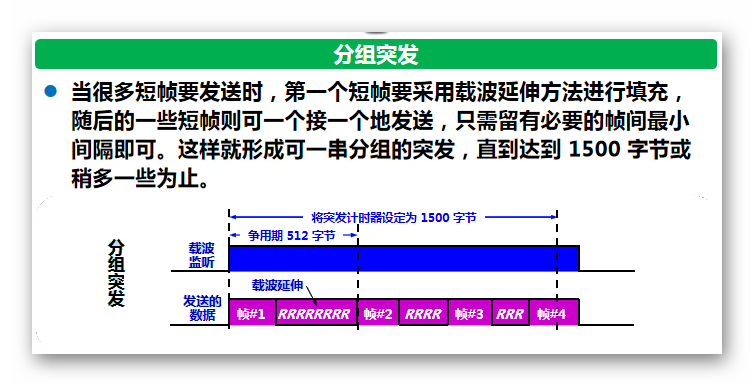 分组突发
当很多短帧要发送时，第一个短帧要采用载波延伸方法进行填充，
随后的一些短帧则可一个接一个地发送，只需留有必要的帧间最小
间隔即可。这样就形成可一串分组的突发，直到达到 1500 字节或
稍多一些为止。
将突发计时器设定为 1500 字节
争用期 512 字节
分组突发
载波
监听
载波延伸
发送的
数据
帧#1 RRRRRRRR 帧#2 RRRR 帧#3 RRR 帧#4